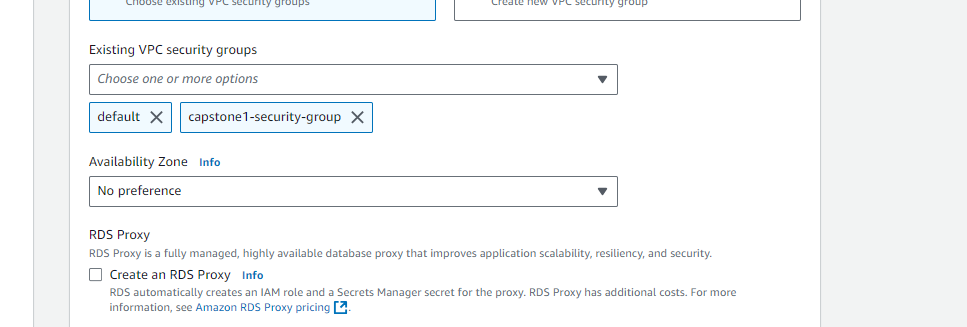 Choose existing VPC security groups
Create new VPC security group
Existing VPC security groups
Choose one or more options
default
capstone1-security-group
Availability Zone Info
No preference
RDS Proxy
RDS Proxy is a fully managed, highly available database proxy that improves application scalability, resiliency, and security.
Create an RDS Proxy Info
RDS automatically creates an IAM role and a Secrets Manager secret for the proxy. RDS Proxy has additional costs. For more
information, see Amazon RDS Proxy pricing.